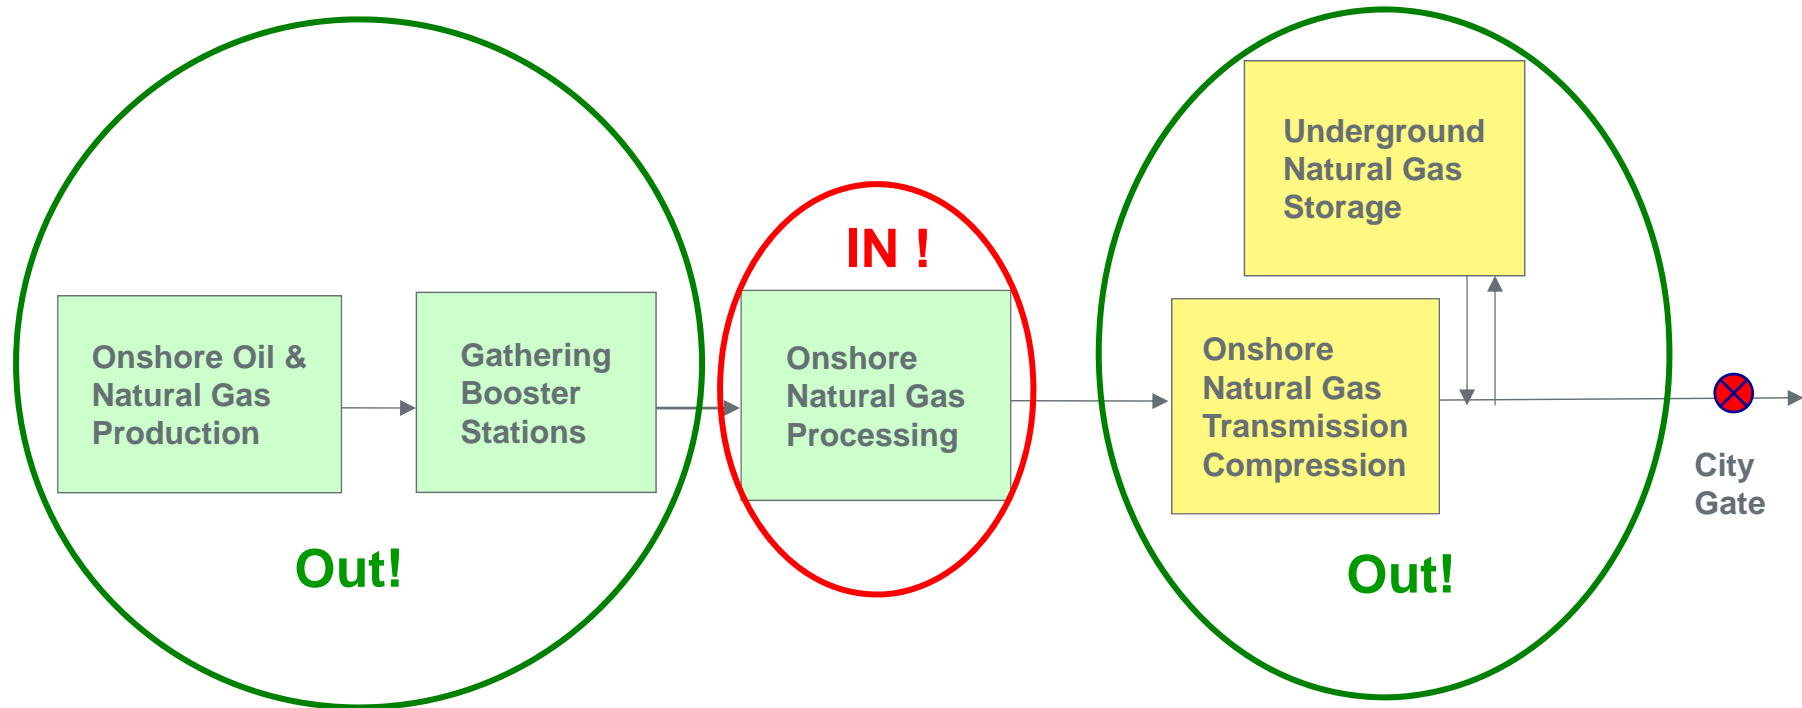 Onshore Oil &
Natural Gas
Production
Gathering
Booster
Stations
Out!
IN !
Onshore
Natural Gas
Processing
Underground
Natural Gas
Storage
Onshore
Natural Gas
Transmission
Compression
Out!
City
Gate